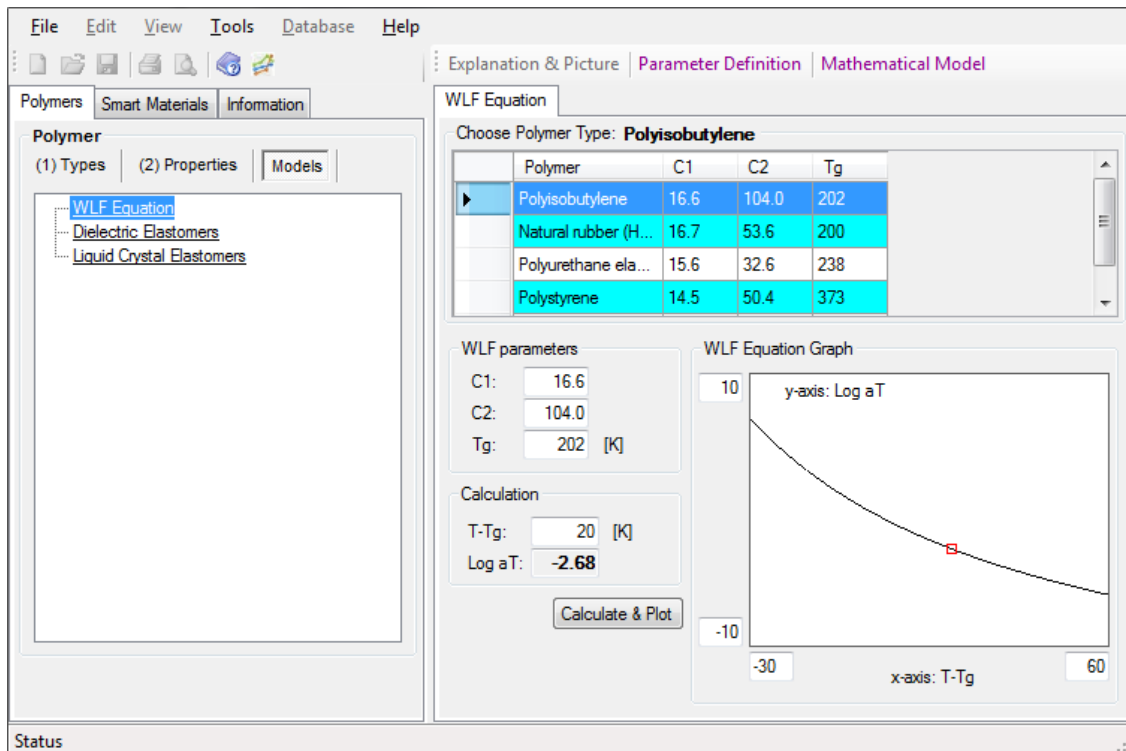 File Edit View Tools Database Help
Explanation & Picture Parameter Definition Mathematical Model
Polymers Smart Materials Information
Polymer
(1) Types (2) Properties Models
WLF Equation
Dielectric Elastomers
Liquid Crystal Elastomers
WLF Equation
Choose Polymer Type: Polyisobutylene
Polymer C1 C2 Tg
Polyisobutylene 16.6 104.0 202
Natural rubber (H... 16.7 53.6 200
Polyurethane ela... 15.6 32.6 238
Polystyrene 14.5 50.4 373
WLF parameters
C1: 16.6
C2: 104.0
Tg: 202 [K]
Calculation
T-Tg: 20 [K]
Log aT: -2.68
Calculate & Plot
WLF Equation Graph
10
y-axis: Log aT
-10
-30 60
x-axis: T-Tg
Status